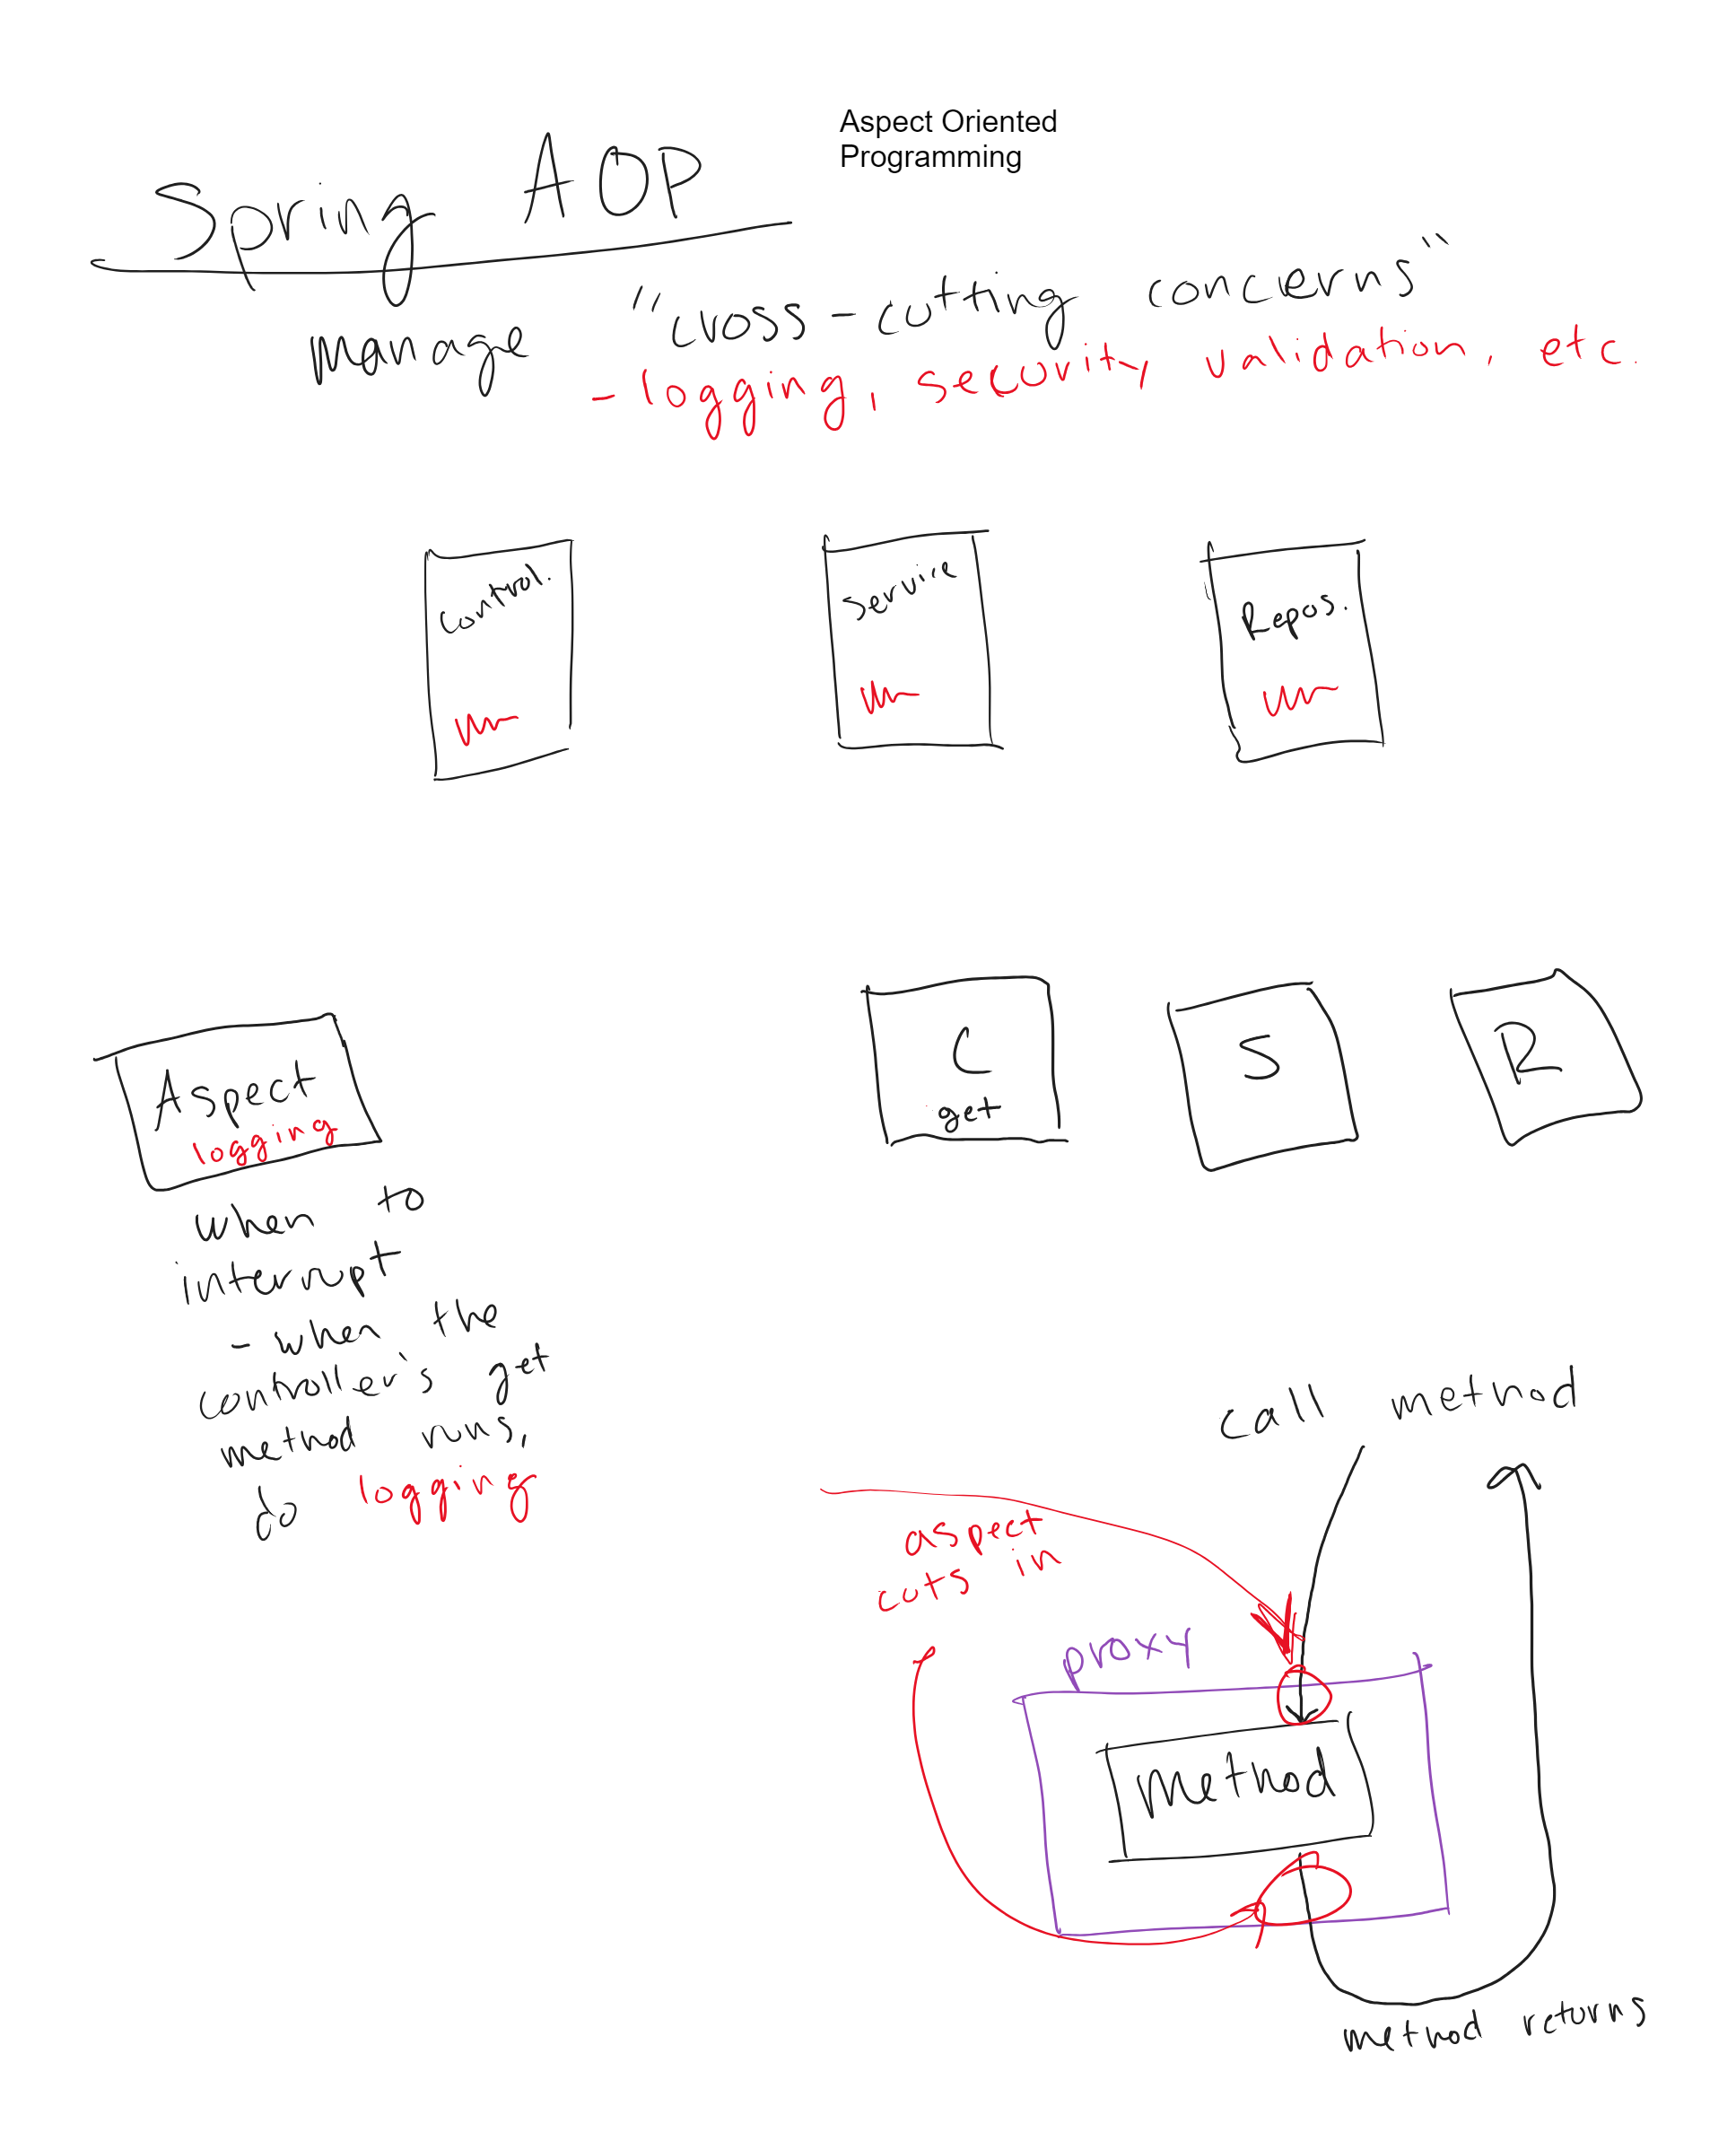 Spring AOP
Aspect Oriented
Programming
manage "cross-cutting concerns"
- logging, security, validation, etc.
Control.
Service
Repos.
Aspect
logging
when to
interrupt
- when the
controller's get
method runs,
do logging
C
get
S
R
call method
aspect
cuts in
proxy
Method
method returns